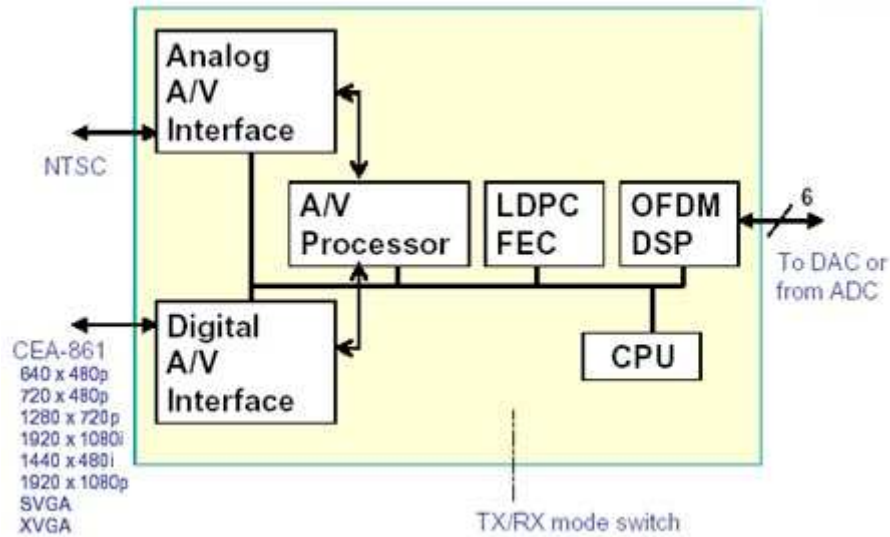 Analog
A/V
Interface
NTSC
A/V
Processor
LDPC
FEC
OFDM
DSP
6
To DAC or
from ADC
Digital
A/V
Interface
CPU
CEA-861
640 x 480p
720 x 480p
1280 x 720p
1920 x 1080i
1440 x 480i
1920 x 1080p
SVGA
XVGA
TX/RX mode switch